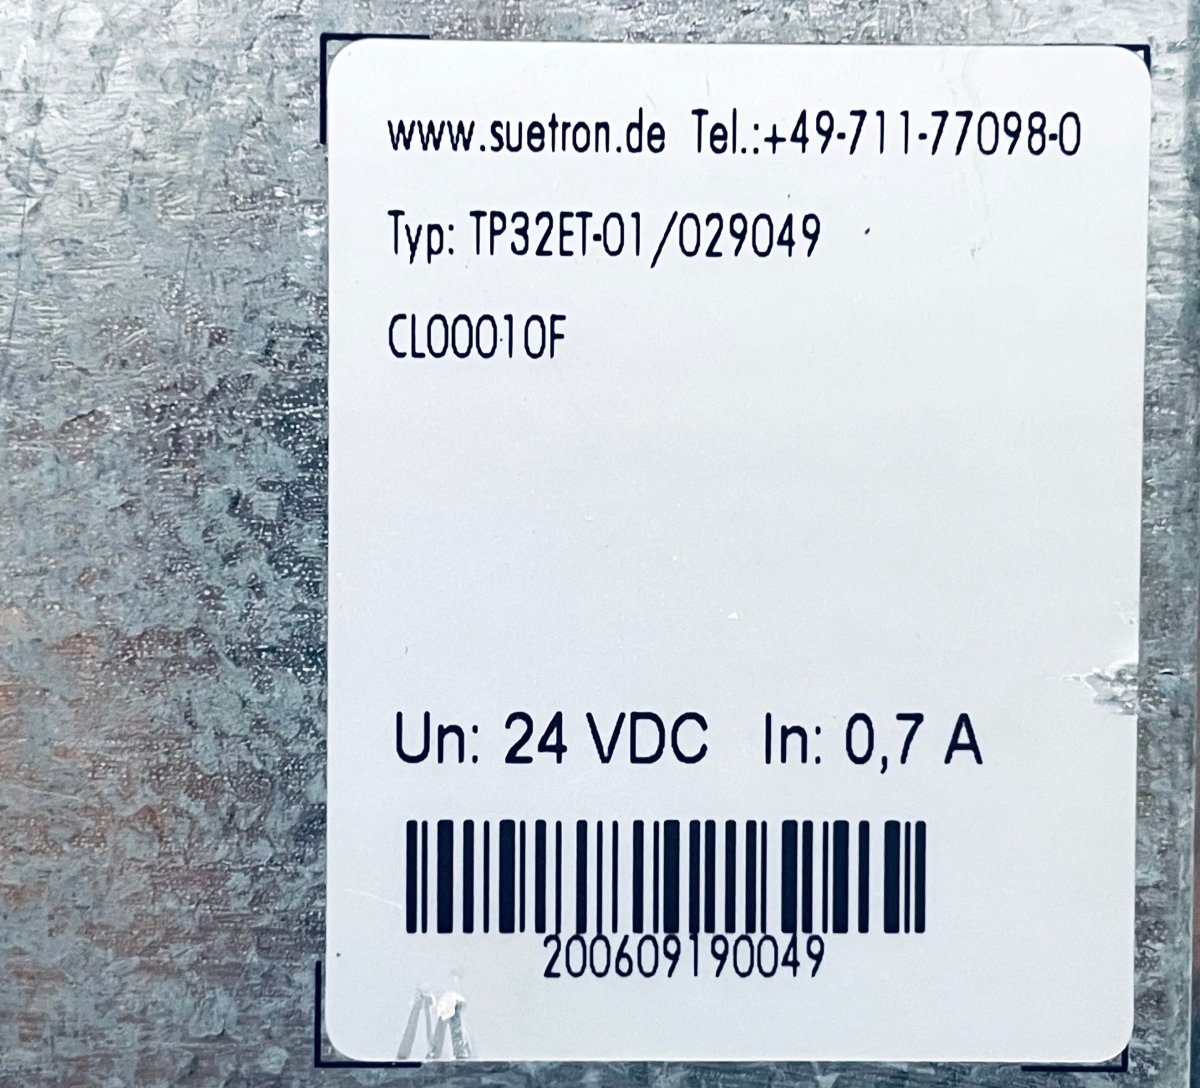 www.suetron.de Tel.:+49-711-77098-0
Typ: TP32ET-01/029049
CL00010F
Un: 24 VDC In: 0,7 A
200609190049